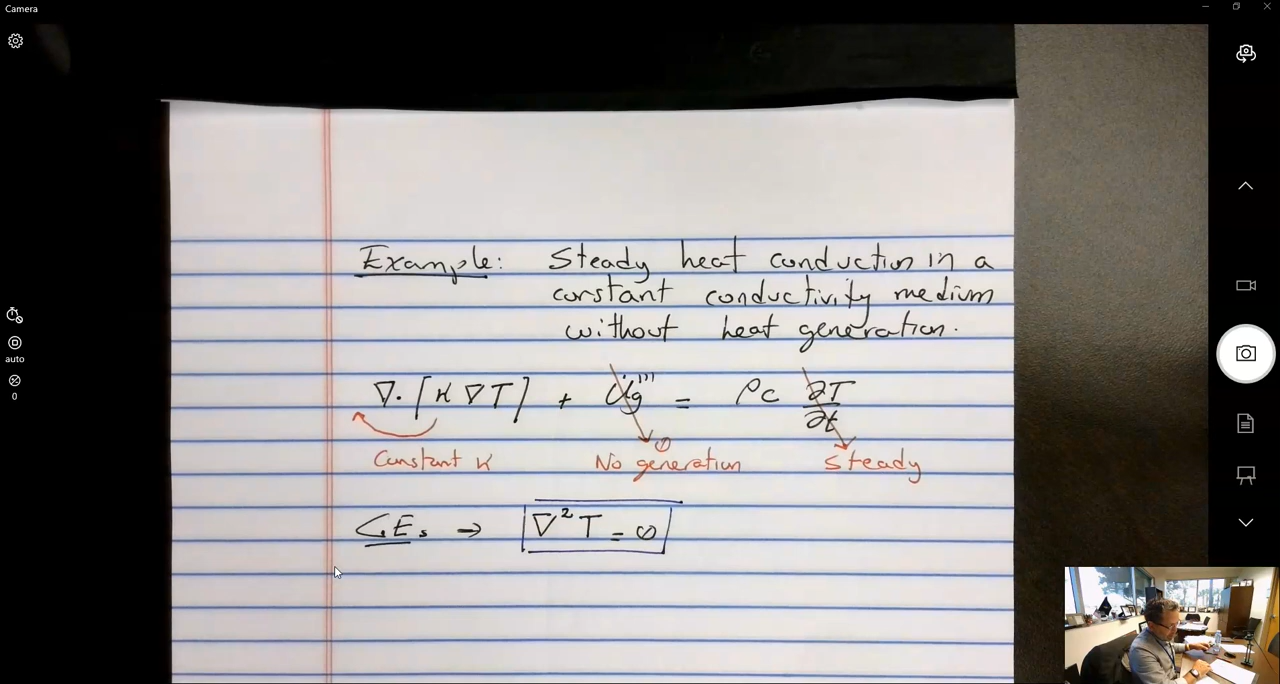 Camera
Example: Steady heat conduction in a
constant conductivity medium
without heat generation.
∇·[K∇T] + u̇g''' = ρc ∂T/∂t
Constant K No generation Steady
auto
0
GEs → ∇²T = 0